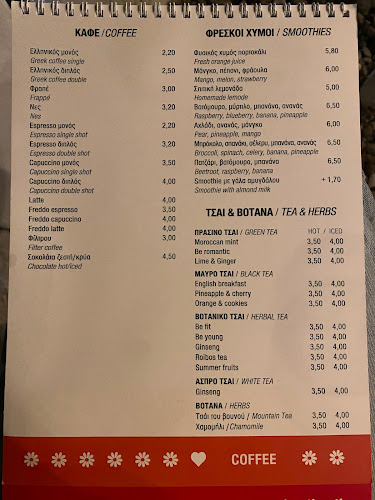 ΚΑΦΕ / COFFEE
Ελληνικός μονός 2,20
Greek coffee single
Ελληνικός διπλός 2,50
Greek coffee double
Φραπέ 3,00
Frappé
Νες 3,20
Nes
Espresso μονός 2,20
Espresso single shot
Espresso διπλός 3,20
Espresso double shot
Capuccino μονός 3,50
Capuccino single shot
Capuccino διπλός 4,00
Capuccino double shot
Latte 4,00
Freddo espresso 3,50
Freddo capuccino 4,00
Freddo latte 4,00
Φίλτρου 3,00
Filter coffee
Σοκολάτα ζεστή/κρύα 4,50
Chocolate hot/iced
ΦΡΕΣΚΟΙ ΧΥΜΟΙ / SMOOTHIES
Φυσικός χυμός πορτοκάλι 5,80
Fresh orange juice
Μάνγκο, πέπονι, φράουλα 6,00
Mango, melon, strawberry
Σπιτική λεμονάδα 5,00
Homemade lemonade
Βατόμουρο, μύρτιλο, μπανάνα, ανανάς 6,50
Raspberry, blueberry, banana, pineapple
Αχλάδι, ανανάς, μάνγκο 6,00
Pear, pineapple, mango
Μπρόκολο, σπανάκι, σέλερι, μπανάνα, ανανάς 6,50
Broccoli, spinach, celery, banana, pineapple
Πατζάρι, βατόμουρο, μπανάνα 6,50
Beetroot, raspberry, banana
Smoothie με γάλα αμυγδάλου + 1,70
Smoothie with almond milk
ΤΣΑΙ & ΒΟΤΑΝΑ / TEA & HERBS
ΠΡΑΣΙΝΟ ΤΣΑΙ / GREEN TEA HOT / ICED
Moroccan mint 3,50 4,00
Be romantic 3,50 4,00
Lime & Ginger 3,50 4,00
ΜΑΥΡΟ ΤΣΑΙ / BLACK TEA
English breakfast 3,50 4,00
Pineapple & cherry 3,50 4,00
Orange & cookies 3,50 4,00
ΒΟΤΑΝΙΚΟ ΤΣΑΙ / HERBAL TEA
Be fit 3,50 4,00
Be young 3,50 4,00
Ginseng 3,50 4,00
Roibos tea 3,50 4,00
Summer fruits 3,50 4,00
ΑΣΠΡΟ ΤΣΑΙ / WHITE TEA
Ginseng 3,50 4,00
ΒΟΤΑΝΑ / HERBS
Τσάι του βουνού / Mountain Tea 3,50 4,00
Χαμομήλι / Chamomile 3,50 4,00
COFFEE